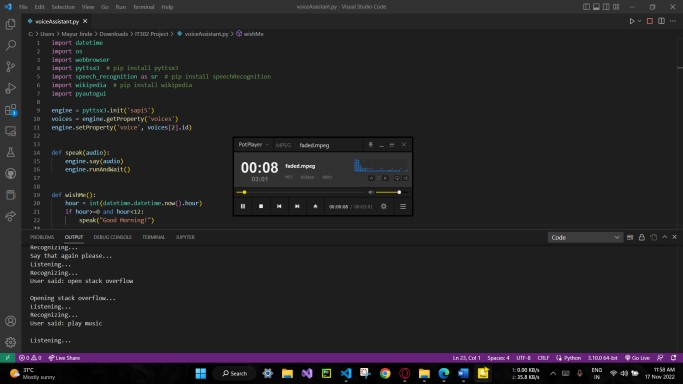 File Edit Selection View Go Run Terminal Help
voiceAssistant.py - Visual Studio Code
voiceAssistant.py
C: > Users > Mayur Jinde > Downloads > IT302 Project > voiceAssistant.py > wishMe
1 import datetime
2 import os
3 import webbrowser
4 import pyttsx3 # pip install pyttsx3
5 import speech_recognition as sr # pip install speechRecognition
6 import wikipedia # pip install wikipedia
7 import pyautogui
8
9 engine = pyttsx3.init('sapi5')
10 voices = engine.getProperty('voices')
11 engine.setProperty('voice', voices[2].id)
12
13
14 def speak(audio):
15 engine.say(audio)
16 engine.runAndWait()
17
18
19 def wishMe():
20 hour = int(datetime.datetime.now().hour)
21 if hour>=0 and hour<12:
22 speak("Good Morning!")
PotPlayer MPEG faded.mpeg
00:08
03:01
faded.mpeg
00:00:08 / 00:03:01
PROBLEMS OUTPUT DEBUG CONSOLE TERMINAL JUPYTER
Code
Recognizing...
Say that again please...
Listening...
Recognizing...
User said: open stack overflow
Opening stack overflow...
Listening...
Recognizing...
User said: play music
Listening...
0 0 Live Share
Ln 23, Col 1 Spaces: 4 UTF-8 CRLF Python 3.10.0 64-bit Go Live
31°C
Mostly sunny
Search
↑: 0.00 KB/s
↓: 35.8 KB/s
ENG
IN
11:58 AM
17 Nov 2022